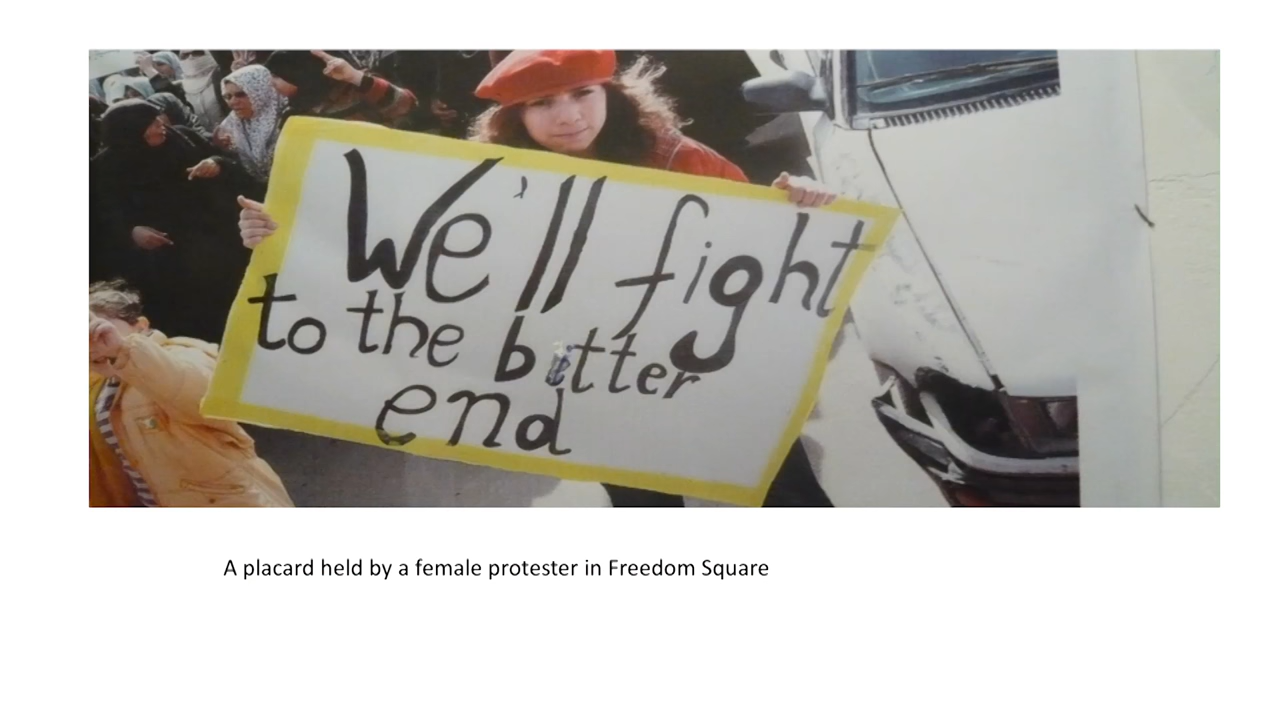 We'll fight
to the bitter
end
A placard held by a female protester in Freedom Square